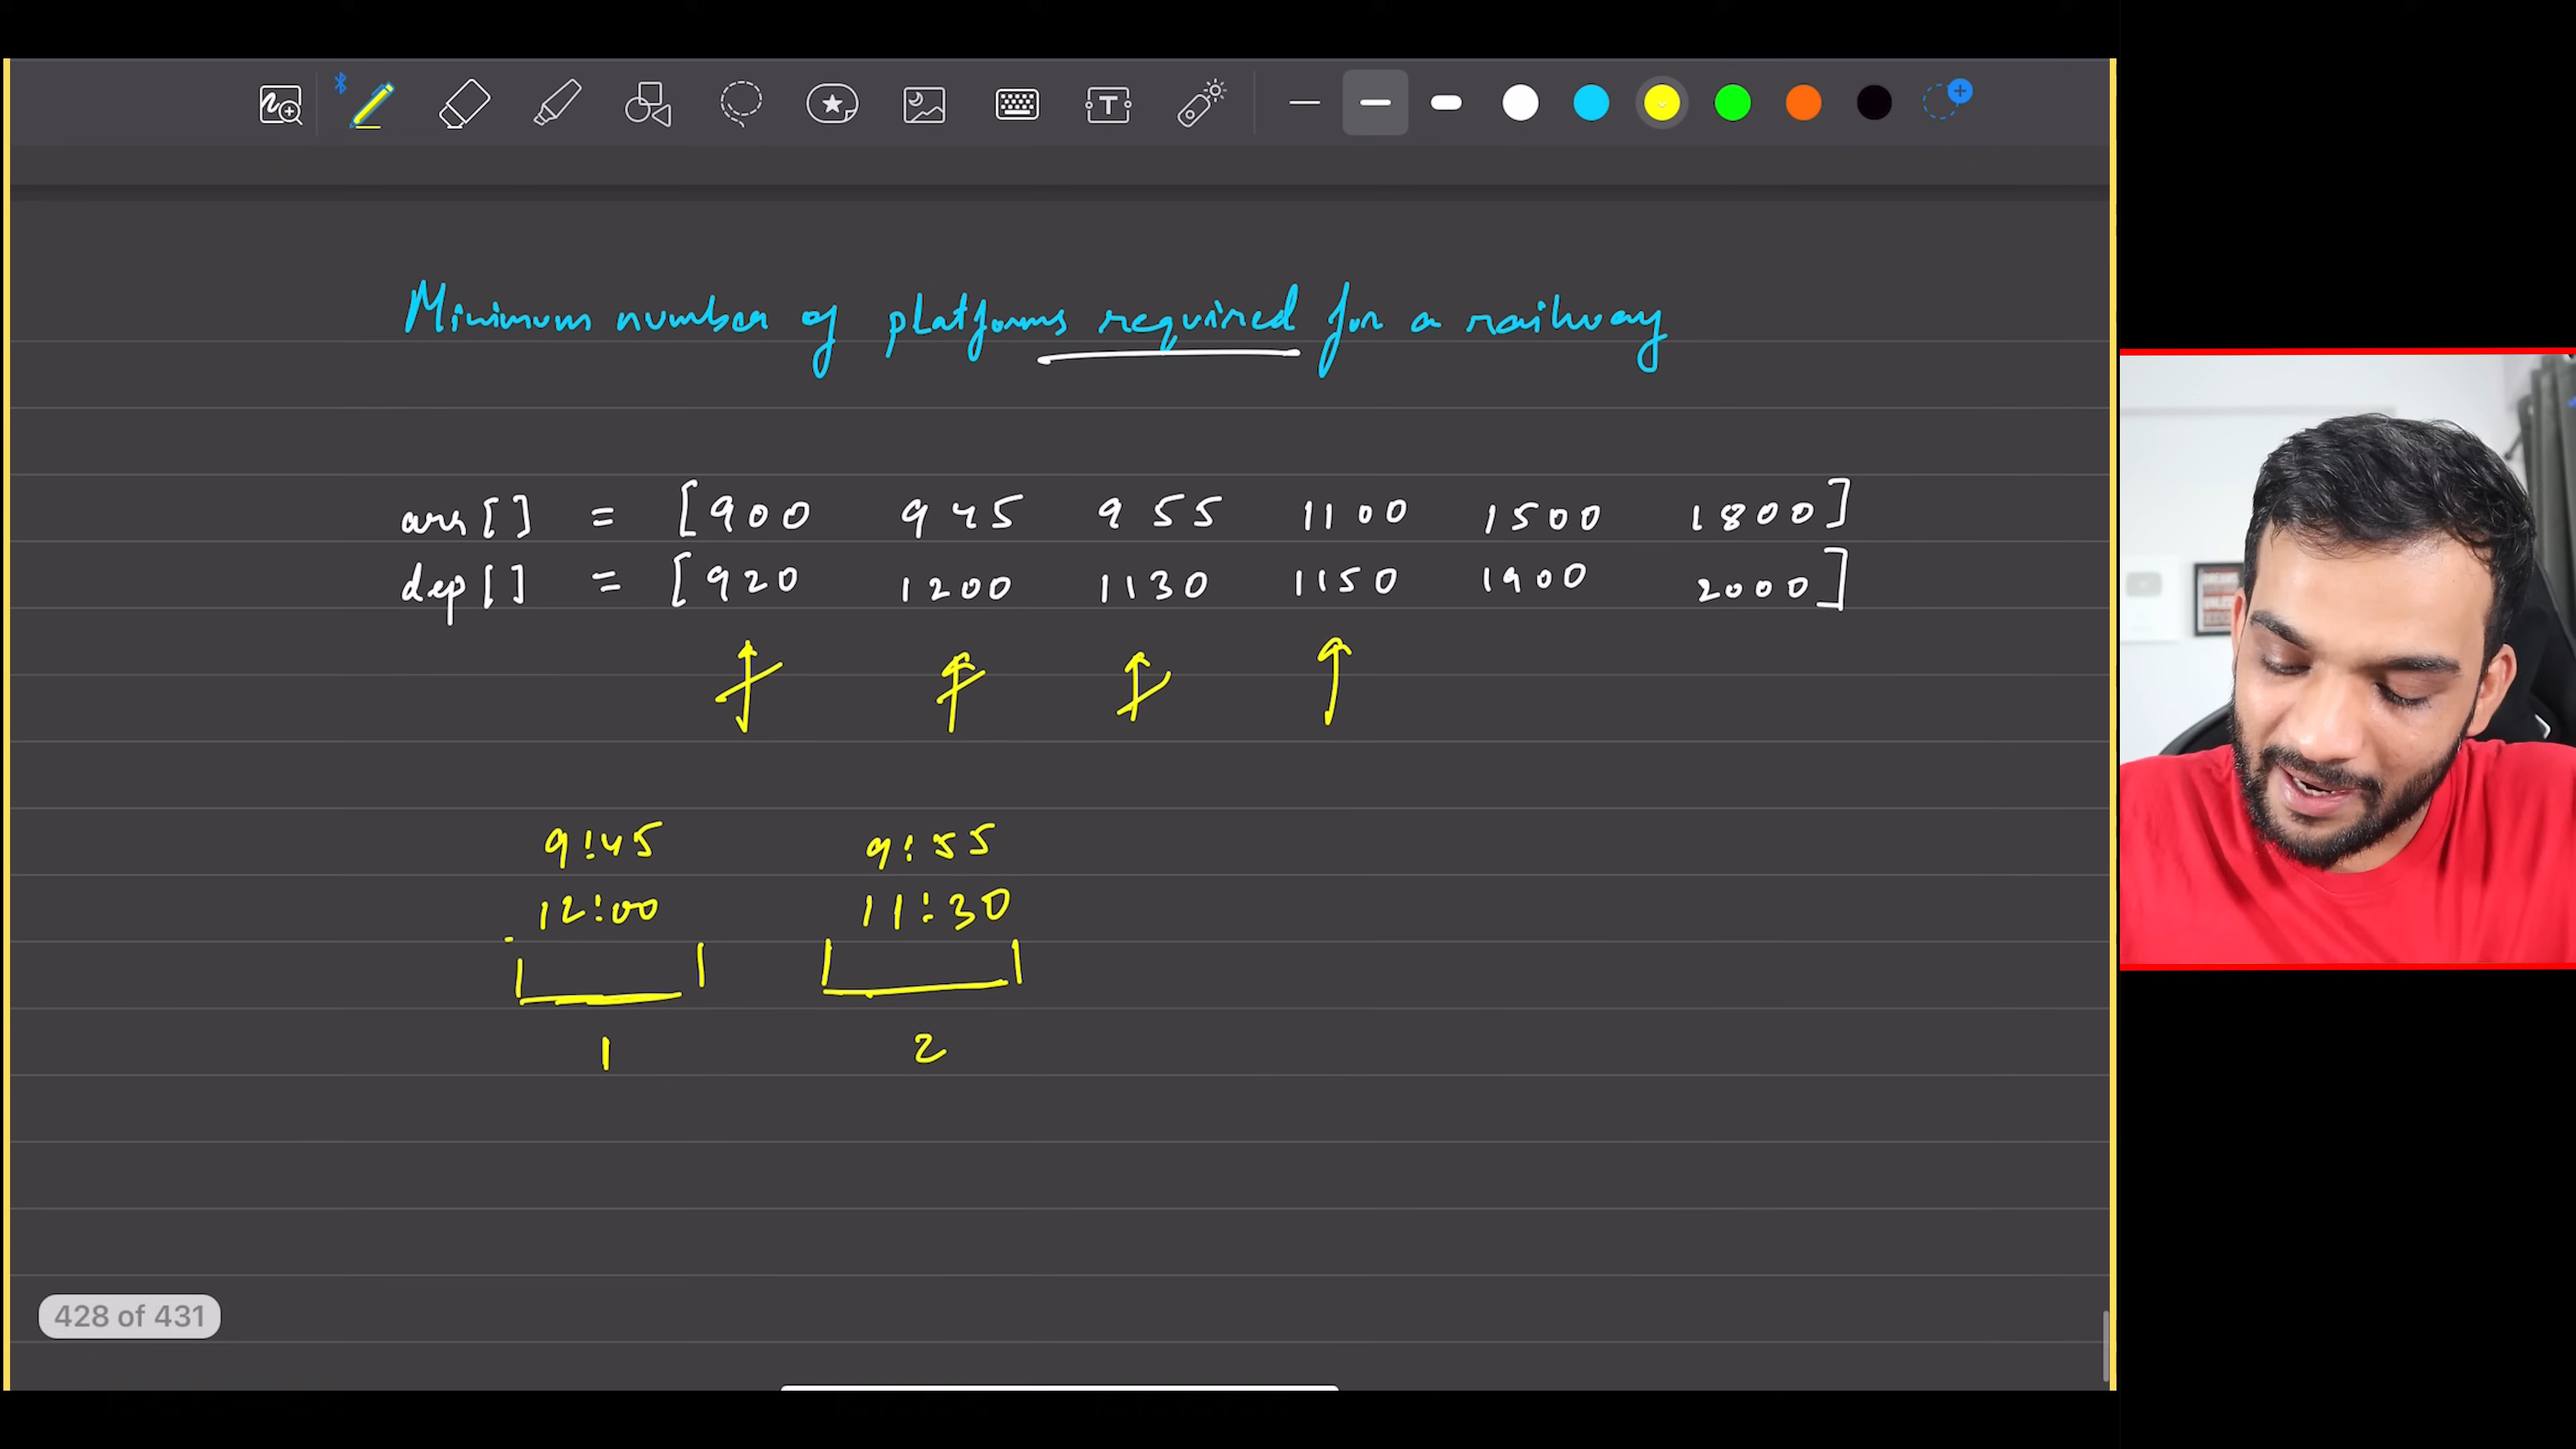 Minimum number of platforms required for a railway
arr[] = [900 945 955 1100 1500 1800]
dep[] = [920 1200 1130 1150 1900 2000]
9:45 9:55
12:00 11:30
1 2
428 of 431